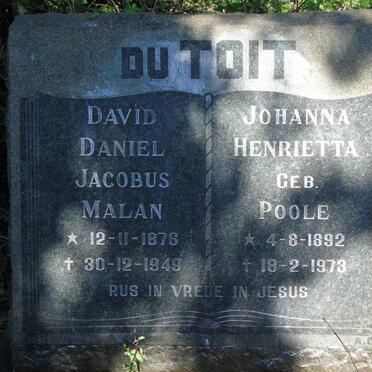 DU TOIT
DAVID
DANIEL
JACOBUS
MALAN
★ 12-11-1876
✝ 30-12-1949
JOHANNA
HENRIETTA
GEB.
POOLE
★ 4-8-1892
✝ 18-2-1973
RUS IN VREDE IN JESUS